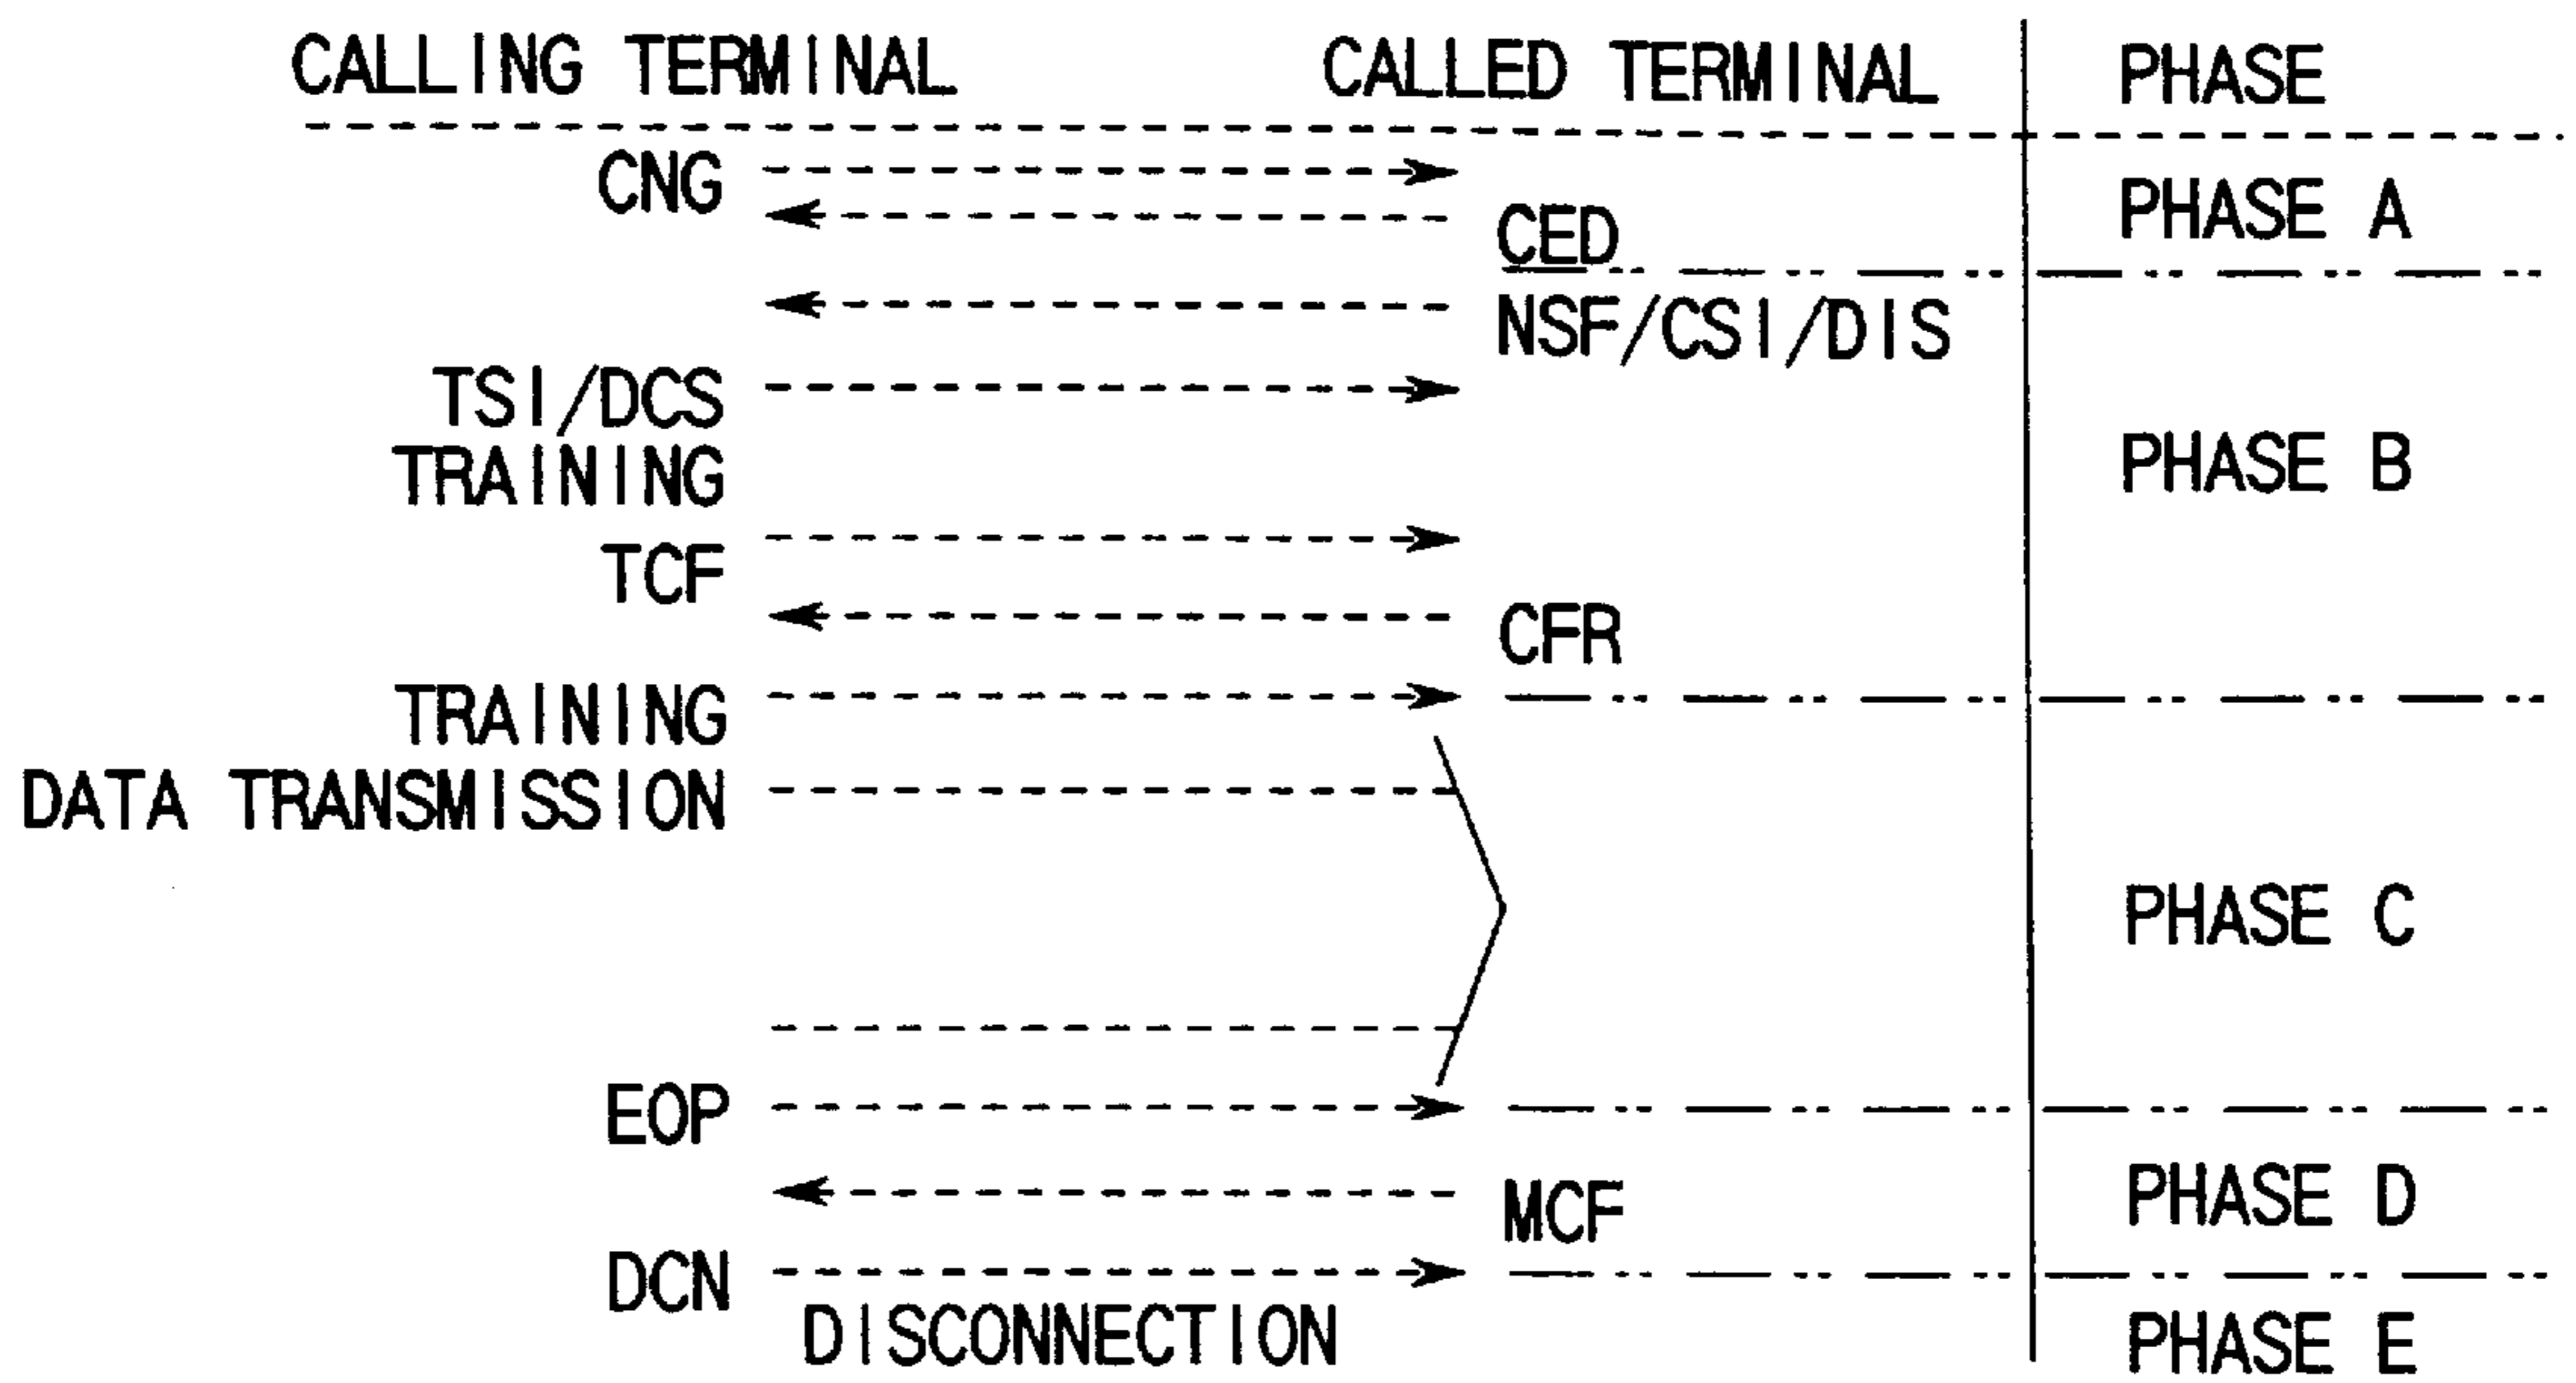 CALLING TERMINAL CALLED TERMINAL PHASE
CNG
CED
PHASE A
NSF/CSI/DIS
TSI/DCS
TRAINING
PHASE B
TCF
CFR
TRAINING
DATA TRANSMISSION
PHASE C
EOP
MCF
PHASE D
DCN
DISCONNECTION
PHASE E